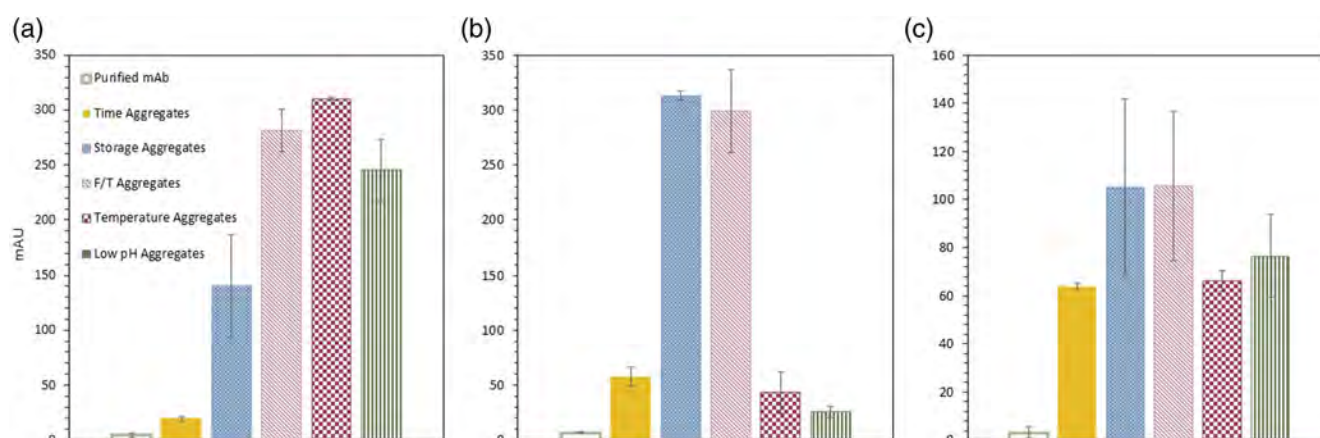 (a)
(b)
(c)
350
300
250
200
150
100
50
0
mAU
Purified mAb
Time Aggregates
Storage Aggregates
F/T Aggregates
Temperature Aggregates
Low pH Aggregates
350
300
250
200
150
100
50
0
160
140
120
100
80
60
40
20
0